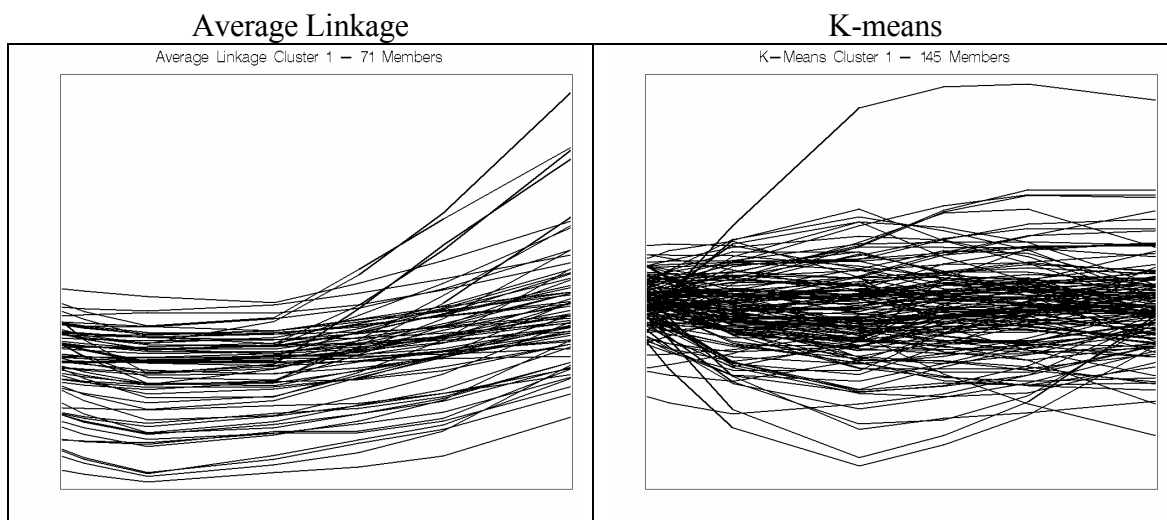 Average Linkage
K-means
Average Linkage Cluster 1 – 71 Members
K–Means Cluster 1 – 145 Members